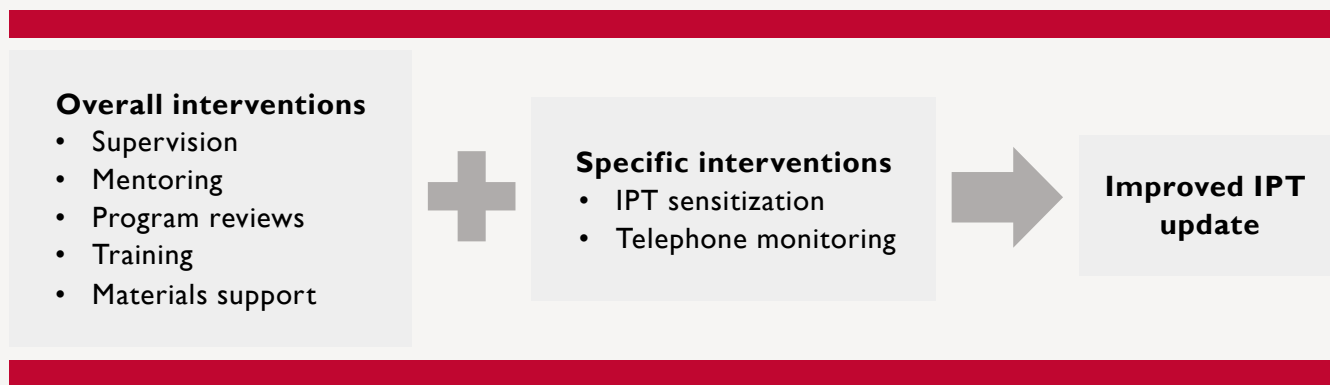 Overall interventions
• Supervision
• Mentoring
• Program reviews
• Training
• Materials support
Specific interventions
• IPT sensitization
• Telephone monitoring
Improved IPT
update